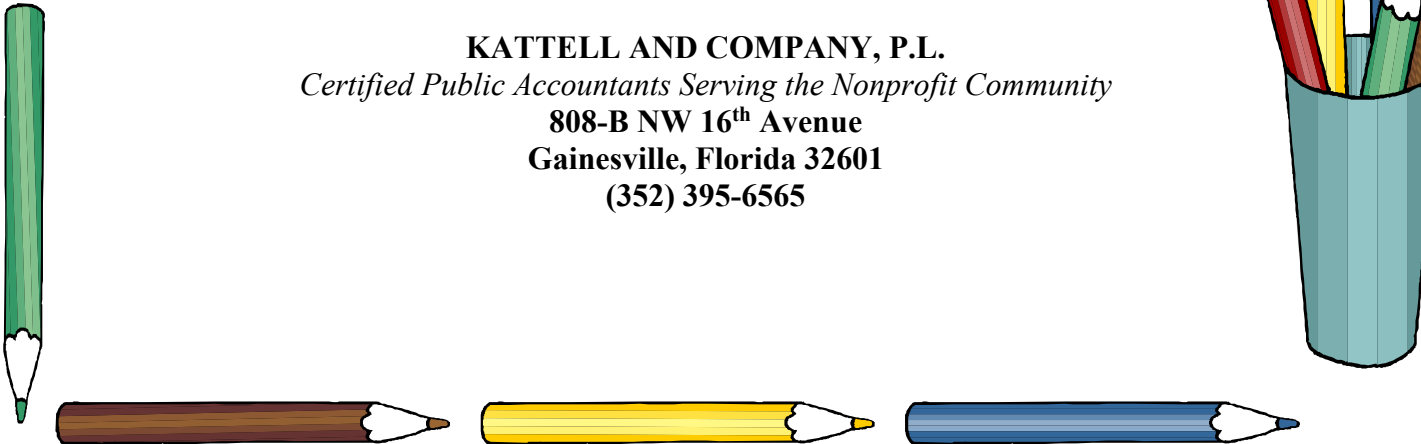 KATTELL AND COMPANY, P.L.
Certified Public Accountants Serving the Nonprofit Community
808-B NW 16th Avenue
Gainesville, Florida 32601
(352) 395-6565